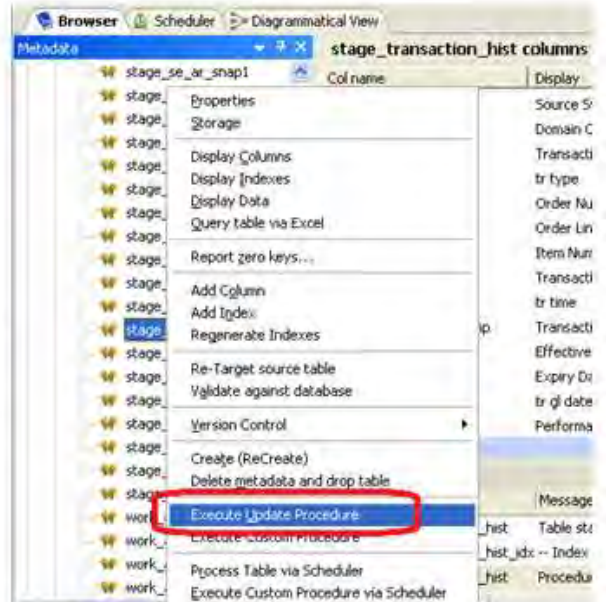 Browser Scheduler Diagrammatical View
Metadata
stage_transaction_hist columns
stage_se_ar_snap1
Col name
Display
stage_
Properties
Source S
stage_
Storage
Domain C
stage_
Transacti
stage_
Display Columns
tr type
stage_
Display Indexes
Order Nu
stage_
Display Data
Order Lin
stage_
Query table via Excel
Item Num
stage_
Report zero keys...
Transacti
stage_
Add Column
tr time
stage_
Add Index
Transacti
stage_
Regenerate Indexes
Effective
stage_
Re-Target source table
Expiry Da
stage_
Validate against database
tr gl date
stage_
Version Control
Performa
stage_
Create (ReCreate)
stage_
Delete metadata and drop table
stage_
Message
work_
Execute Update Procedure
_hist Table sta
work_
Execute Custom Procedure
_hist_idx -- Index
work_
Process Table via Scheduler
_hist Procedu
work_
Execute Custom Procedure via Scheduler